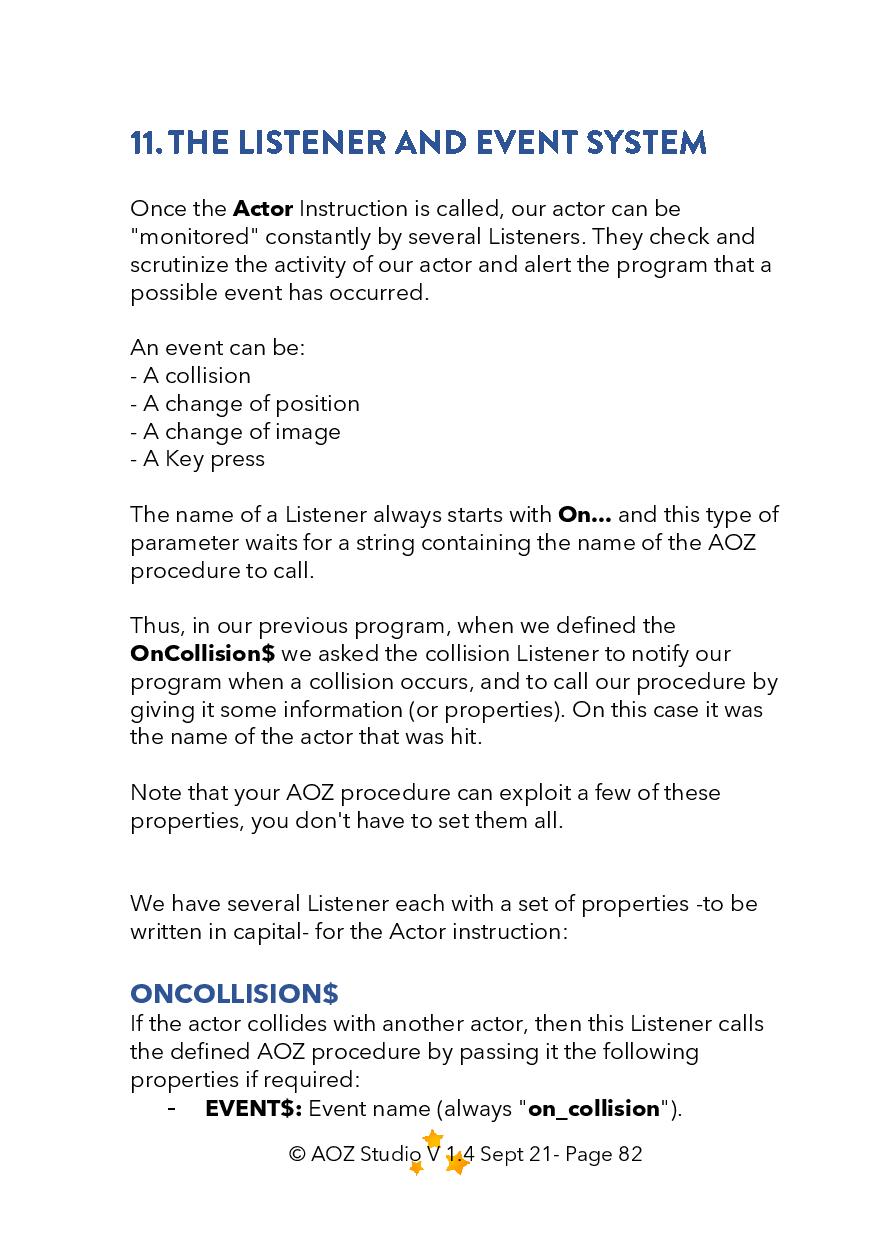 11. THE LISTENER AND EVENT SYSTEM
Once the Actor Instruction is called, our actor can be
"monitored" constantly by several Listeners. They check and
scrutinize the activity of our actor and alert the program that a
possible event has occurred.
An event can be:
- A collision
- A change of position
- A change of image
- A Key press
The name of a Listener always starts with On... and this type of
parameter waits for a string containing the name of the AOZ
procedure to call.
Thus, in our previous program, when we defined the
OnCollision$ we asked the collision Listener to notify our
program when a collision occurs, and to call our procedure by
giving it some information (or properties). On this case it was
the name of the actor that was hit.
Note that your AOZ procedure can exploit a few of these
properties, you don't have to set them all.
We have several Listener each with a set of properties -to be
written in capital- for the Actor instruction:
ONCOLLISION$
If the actor collides with another actor, then this Listener calls
the defined AOZ procedure by passing it the following
properties if required:
- EVENT$: Event name (always "on_collision").
© AOZ Studio V 1.4 Sept 21- Page 82